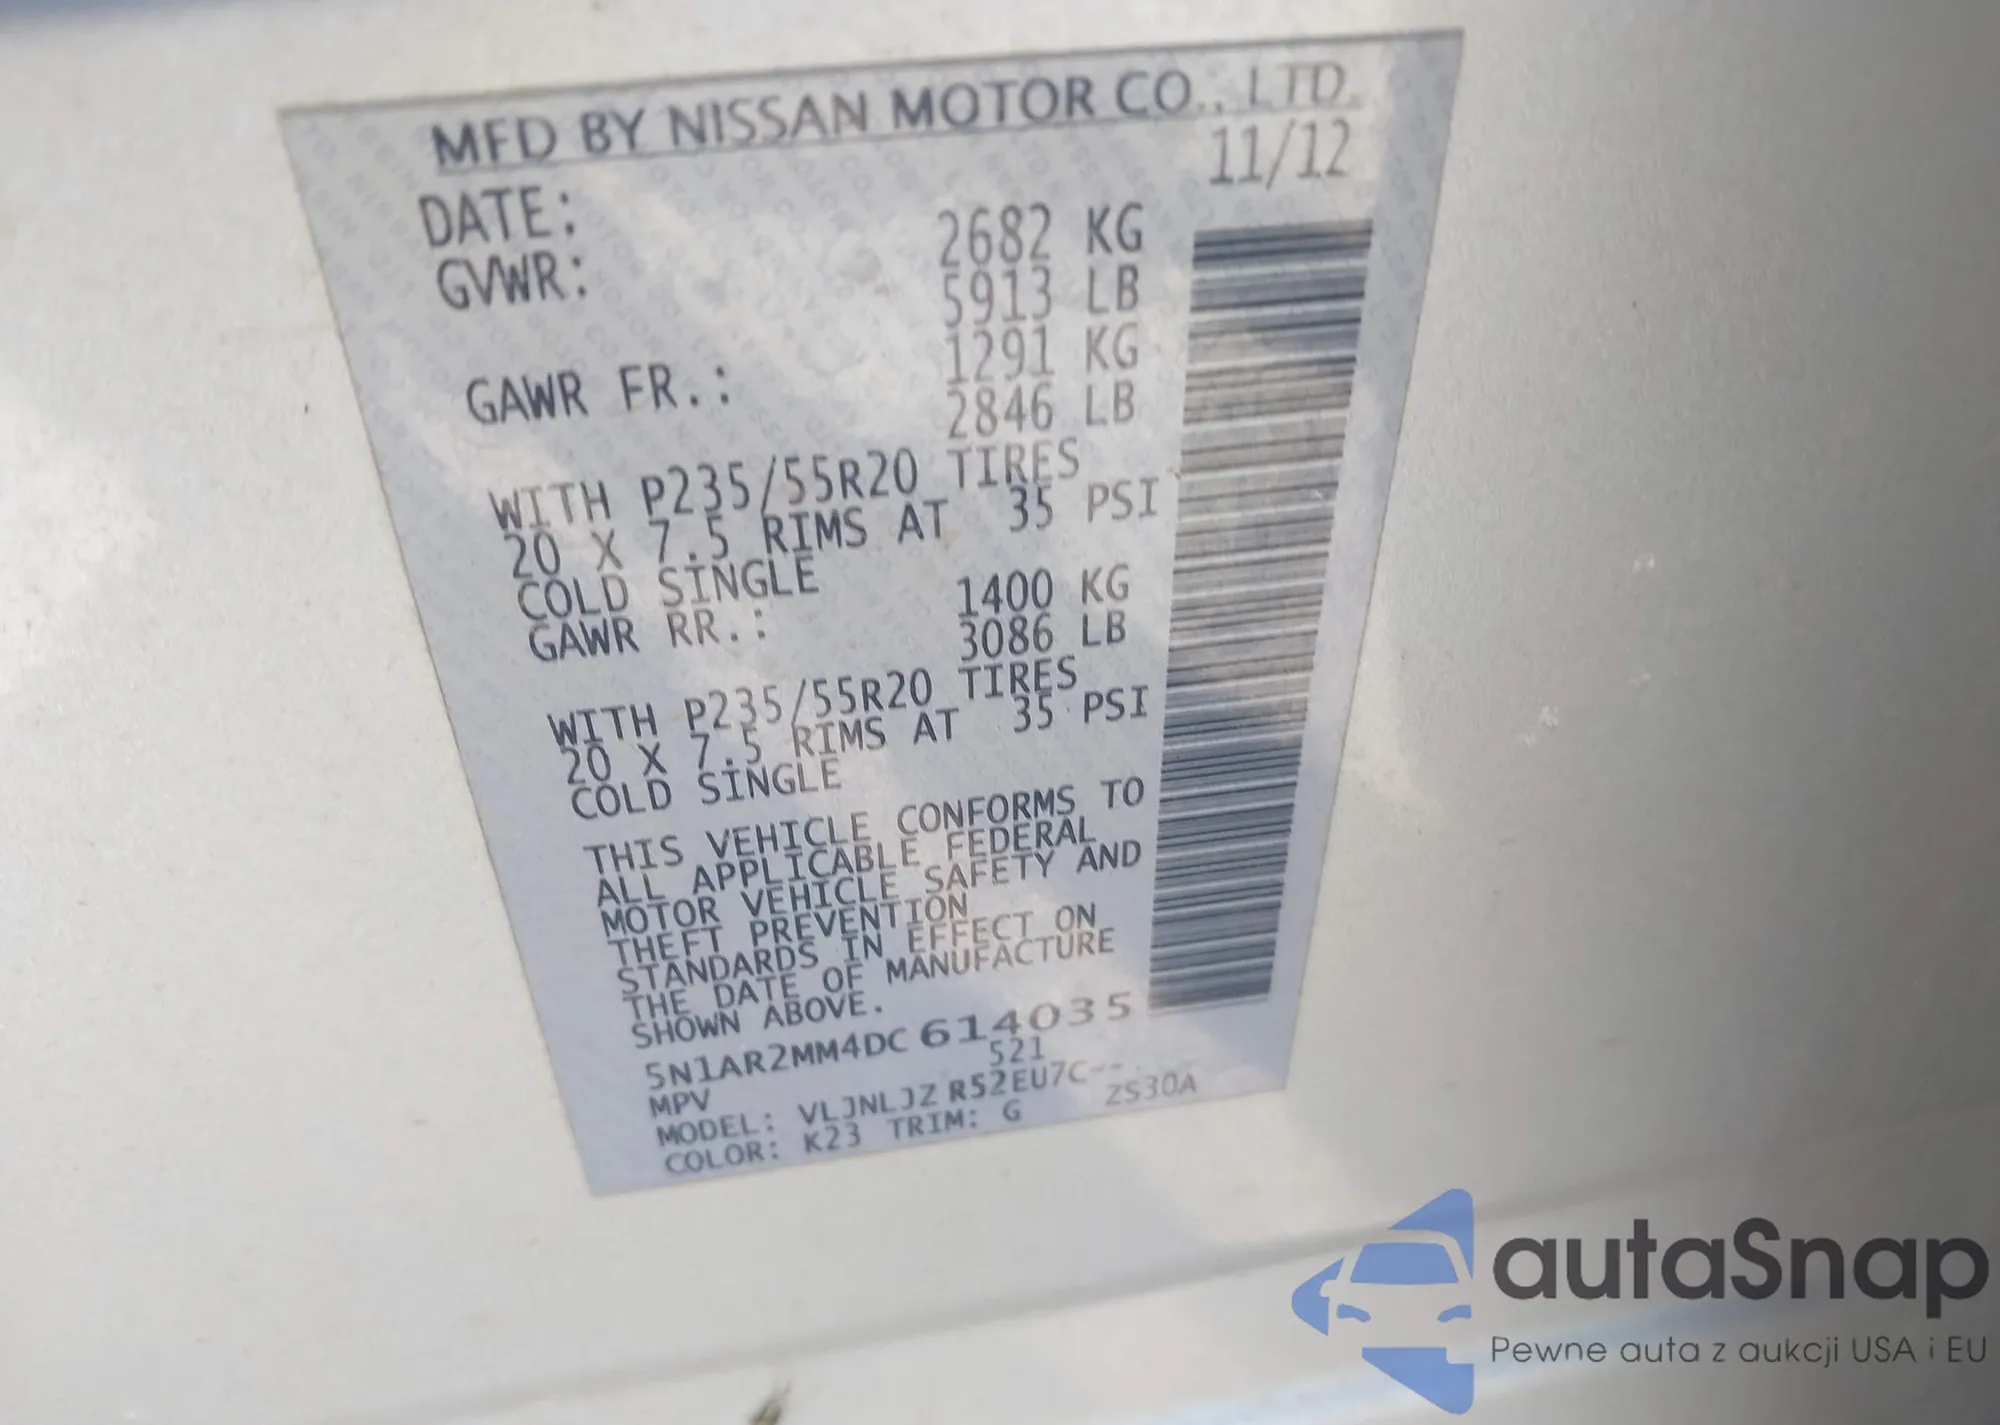 MFD BY NISSAN MOTOR CO., LTD.
DATE: 11/12
GVWR: 2682 KG
5913 LB
GAWR FR.: 1291 KG
2846 LB
WITH P235/55R20 TIRES
20 X 7.5 RIMS AT 35 PSI
COLD SINGLE
GAWR RR.: 1400 KG
3086 LB
WITH P235/55R20 TIRES
20 X 7.5 RIMS AT 35 PSI
COLD SINGLE
THIS VEHICLE CONFORMS TO
ALL APPLICABLE FEDERAL
MOTOR VEHICLE SAFETY AND
THEFT PREVENTION
STANDARDS IN EFFECT ON
THE DATE OF MANUFACTURE
SHOWN ABOVE.
5N1AR2MM4DC614035
MPV 521
MODEL: VLJNLJZ R52EU7C--
COLOR: K23 TRIM: G ZS30A
autaSnap
Pewne auta z aukcji USA i EU